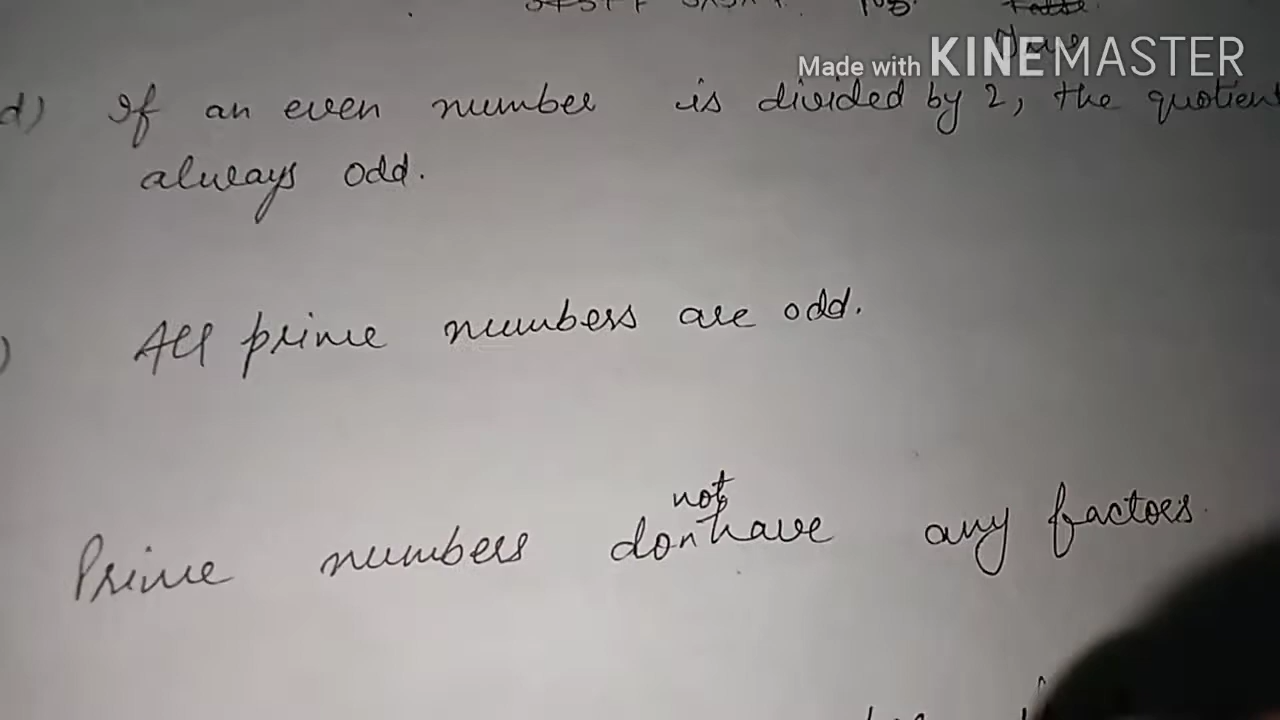 Made with KINEMASTER
d) If an even number is divided by 2, the quotient
always odd.
) All prime numbers are odd.
not
Prime numbers don have any factors.